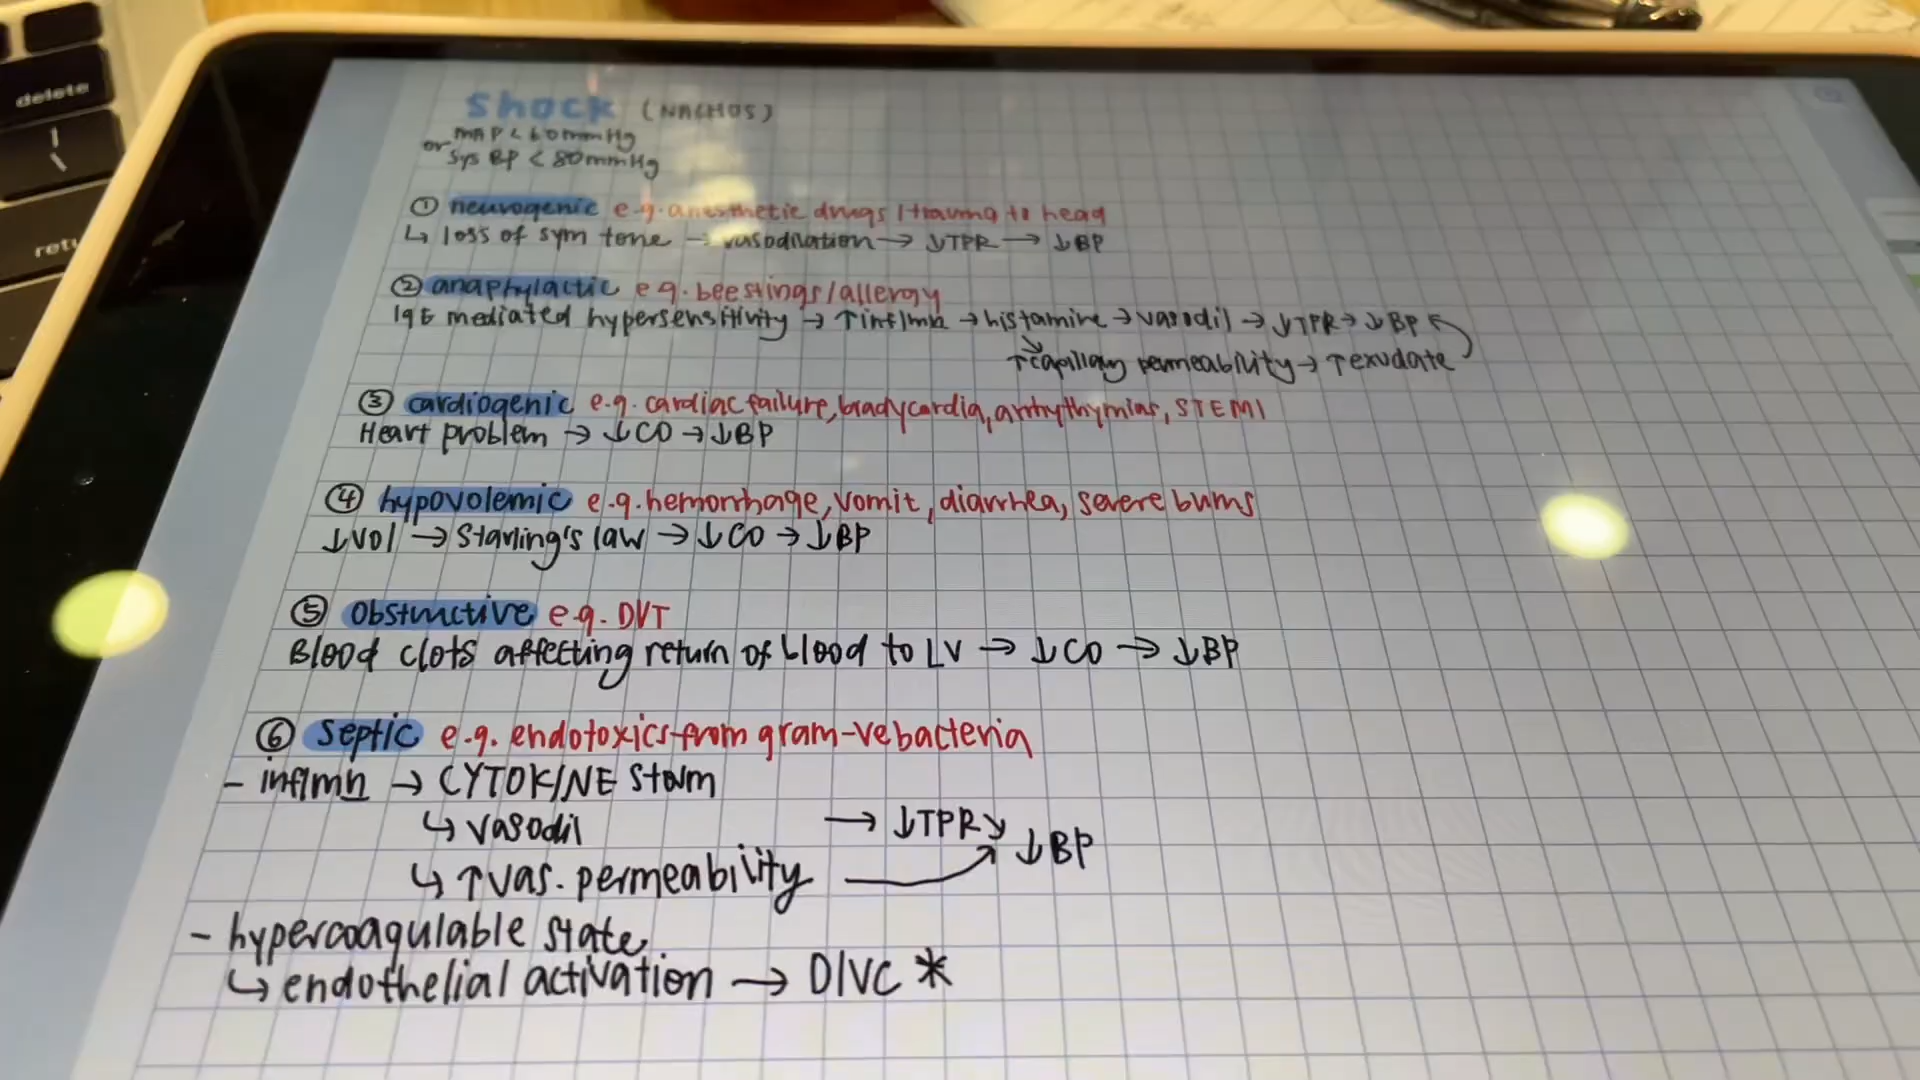 delete
retu
Shock (NACHOS)
MAP < 60mmHg
or Sys BP < 80mmHg
① neurogenic e.g. anesthetic drugs / trauma to head
↳ loss of sym tone → vasodilation → ↓TPR → ↓BP
② anaphylactic e.g. bee stings/allergy
IgE mediated hypersensitivity → ↑inflmn → histamine → vasodil → ↓TPR → ↓BP
↑capillary permeability → ↑exudate
③ cardiogenic e.g. cardiac failure, bradycardia, arrhythymias, STEMI
Heart problem → ↓CO → ↓BP
④ hypovolemic e.g. hemorrhage, vomit, diarrhea, severe burns
↓Vol → Starling's law → ↓CO → ↓BP
⑤ Obstructive e.g. DVT
Blood clots affecting return of blood to LV → ↓CO → ↓BP
⑥ Septic e.g. endotoxics from gram-ve bacteria
- inflmn → CYTOKINE Storm
↳ vasodil → ↓TPR ↘ ↓BP
↳ ↑vas. permeability
- hypercoagulable state
↳ endothelial activation → DIVC *